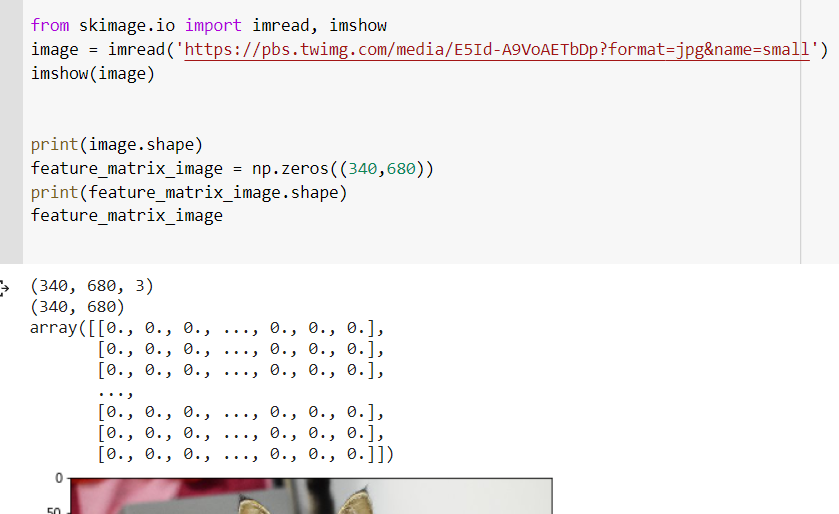 from skimage.io import imread, imshow
image = imread('https://pbs.twimg.com/media/E5Id-A9VoAETbDp?format=jpg&name=small')
imshow(image)
print(image.shape)
feature_matrix_image = np.zeros((340,680))
print(feature_matrix_image.shape)
feature_matrix_image
(340, 680, 3)
(340, 680)
array([[0., 0., 0., ..., 0., 0., 0.],
[0., 0., 0., ..., 0., 0., 0.],
[0., 0., 0., ..., 0., 0., 0.],
...,
[0., 0., 0., ..., 0., 0., 0.],
[0., 0., 0., ..., 0., 0., 0.],
[0., 0., 0., ..., 0., 0., 0.]])
0
50